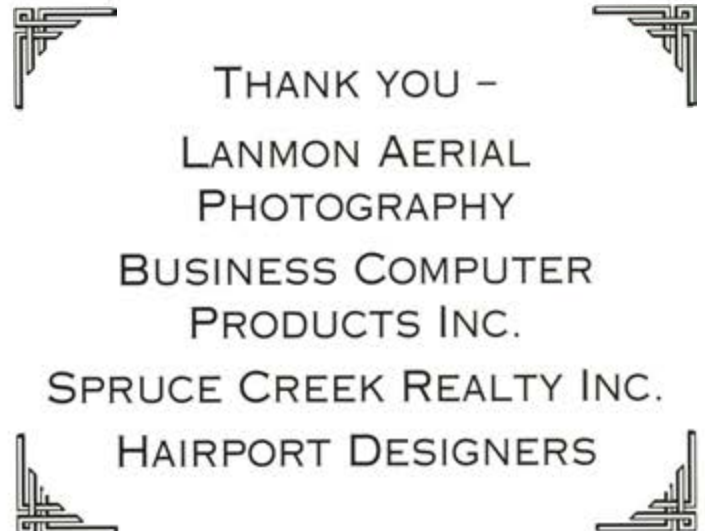 THANK YOU –
LANMON AERIAL
PHOTOGRAPHY
BUSINESS COMPUTER
PRODUCTS INC.
SPRUCE CREEK REALTY INC.
HAIRPORT DESIGNERS